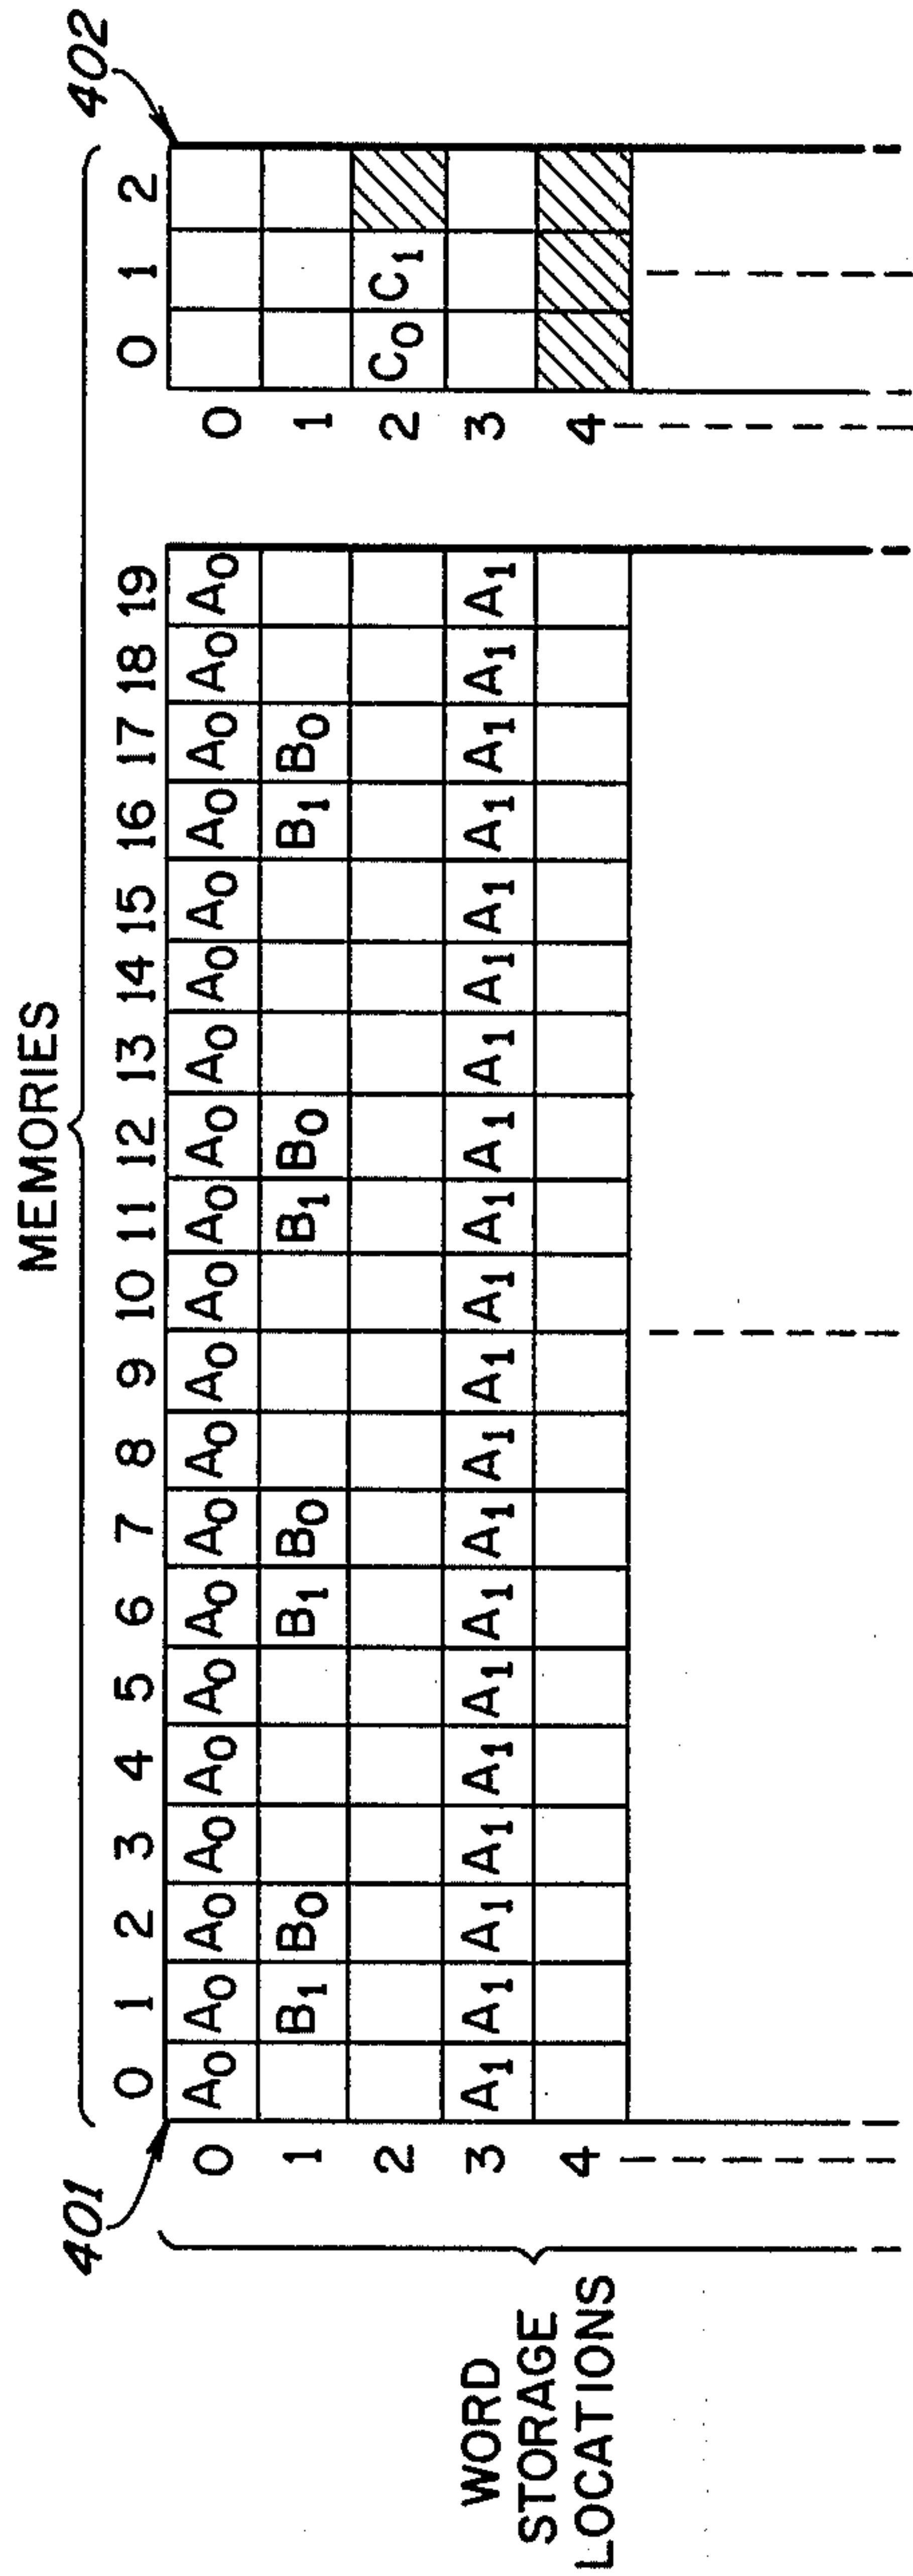 MEMORIES
401
402
0 1 2 3 4 5 6 7 8 9 10 11 12 13 14 15 16 17 18 19
0 1 2
0 A0 A0 A0 A0 A0 A0 A0 A0 A0 A0 A0 A0 A0 A0 A0 A0 A0 A0 A0 A0
0
1 B1 B0 B1 B0 B1 B0 B1 B0
1
2
2 C0 C1
3 A1 A1 A1 A1 A1 A1 A1 A1 A1 A1 A1 A1 A1 A1 A1 A1 A1 A1 A1 A1
3
4
4
WORD
STORAGE
LOCATIONS